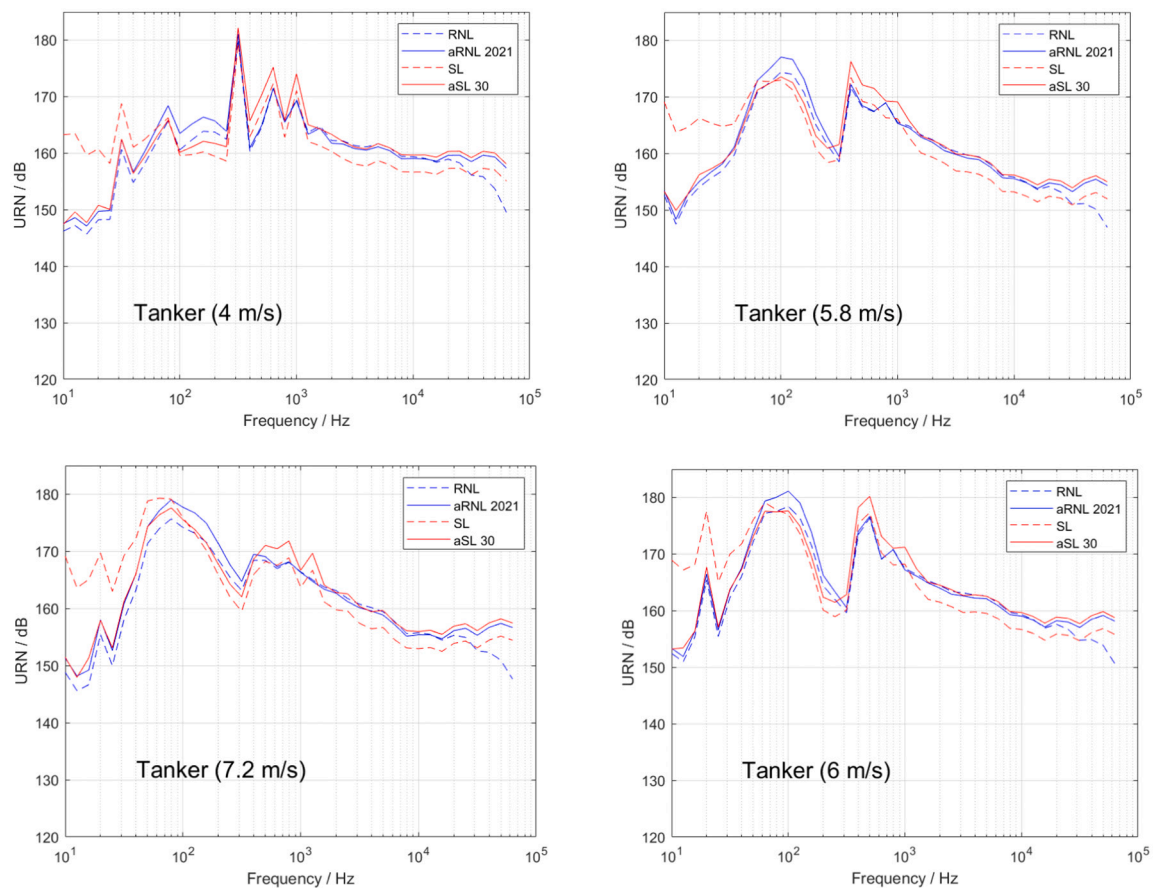 180
170
160
150
140
130
120
URN / dB
RNL
aRNL 2021
SL
aSL 30
Tanker (4 m/s)
10^1 10^2 10^3 10^4 10^5
Frequency / Hz
180
170
160
150
140
130
120
URN / dB
RNL
aRNL 2021
SL
aSL 30
Tanker (5.8 m/s)
10^1 10^2 10^3 10^4 10^5
Frequency / Hz
180
170
160
150
140
130
120
URN / dB
RNL
aRNL 2021
SL
aSL 30
Tanker (7.2 m/s)
10^1 10^2 10^3 10^4 10^5
Frequency / Hz
180
170
160
150
140
130
120
URN / dB
RNL
aRNL 2021
SL
aSL 30
Tanker (6 m/s)
10^1 10^2 10^3 10^4 10^5
Frequency / Hz